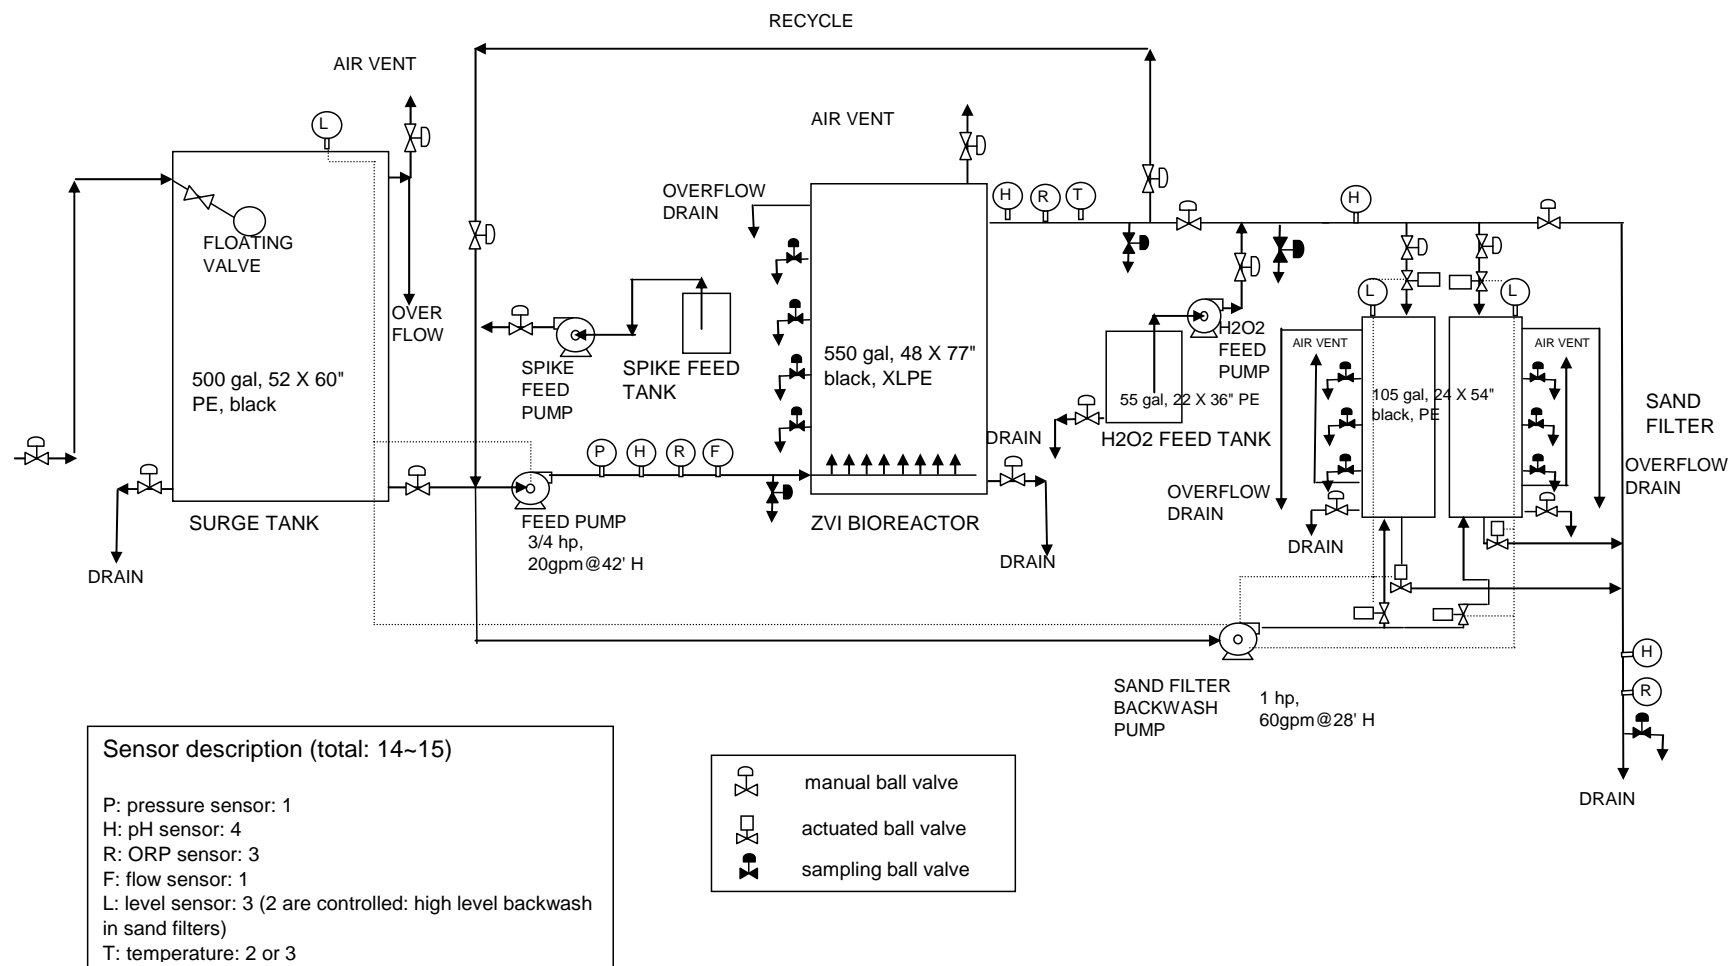 RECYCLE
AIR VENT
L
AIR VENT
OVERFLOW
DRAIN
H
R
T
H
FLOATING
VALVE
OVER
FLOW
500 gal, 52 X 60"
PE, black
SPIKE
FEED
PUMP
SPIKE FEED
TANK
550 gal, 48 X 77"
black, XLPE
H2O2
FEED
PUMP
55 gal, 22 X 36" PE
H2O2 FEED TANK
L
L
AIR VENT
AIR VENT
105 gal, 24 X 54"
black, PE
SAND
FILTER
OVERFLOW
DRAIN
OVERFLOW
DRAIN
P
H
R
F
DRAIN
SURGE TANK
FEED PUMP
3/4 hp,
20gpm@42' H
ZVI BIOREACTOR
DRAIN
DRAIN
DRAIN
SAND FILTER
BACKWASH
PUMP
1 hp,
60gpm@28' H
H
R
DRAIN
Sensor description (total: 14~15)
P: pressure sensor: 1
H: pH sensor: 4
R: ORP sensor: 3
F: flow sensor: 1
L: level sensor: 3 (2 are controlled: high level backwash
in sand filters)
T: temperature: 2 or 3
manual ball valve
actuated ball valve
sampling ball valve